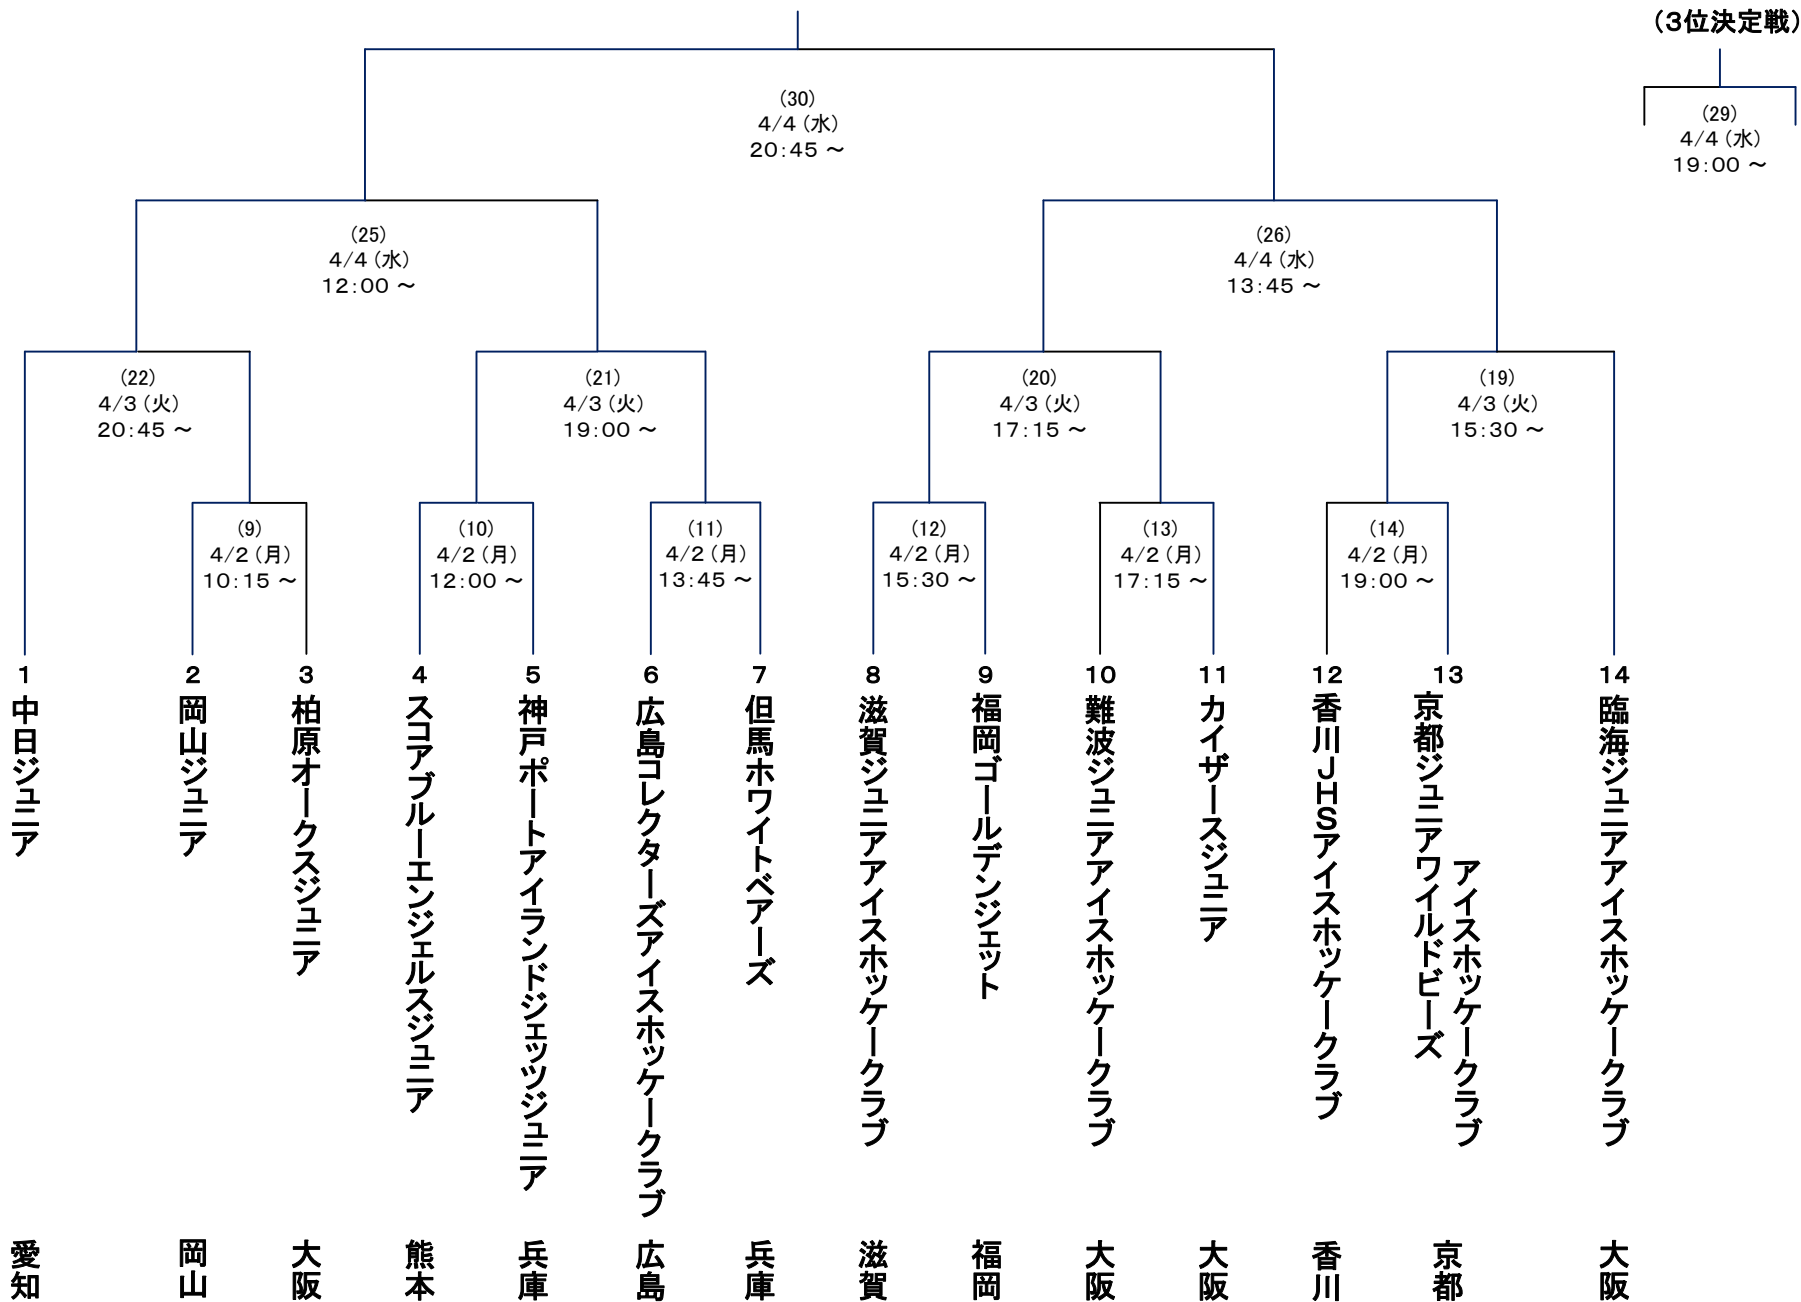 （３位決定戦）
(30)
４/４（水）
２０：４５ ～
(29)
４/４（水）
１９：００ ～
(25)
４/４（水）
１２：００ ～
(26)
４/４（水）
１３：４５ ～
(22)
４/３（火）
２０：４５ ～
(21)
４/３（火）
１９：００ ～
(20)
４/３（火）
１７：１５ ～
(19)
４/３（火）
１５：３０ ～
(9)
４/２（月）
１０：１５ ～
(10)
４/２（月）
１２：００ ～
(11)
４/２（月）
１３：４５ ～
(12)
４/２（月）
１５：３０ ～
(13)
４/２（月）
１７：１５ ～
(14)
４/２（月）
１９：００ ～
１
中日ジュニア
愛知
２
岡山ジュニア
岡山
３
柏原オークスジュニア
大阪
４
スコアブルーエンジェルスジュニア
熊本
５
神戸ポートアイランドジェッツジュニア
兵庫
６
広島コレクターズアイスホッケークラブ
広島
７
但馬ホワイトベアーズ
兵庫
８
滋賀ジュニアアイスホッケークラブ
滋賀
９
福岡ゴールデンジェット
福岡
１０
難波ジュニアアイスホッケークラブ
大阪
１１
カイザースジュニア
大阪
１２
香川ＪＨＳアイスホッケークラブ
香川
１３
京都ジュニアワイルドビーズ
アイスホッケークラブ
京都
１４
臨海ジュニアアイスホッケークラブ
大阪